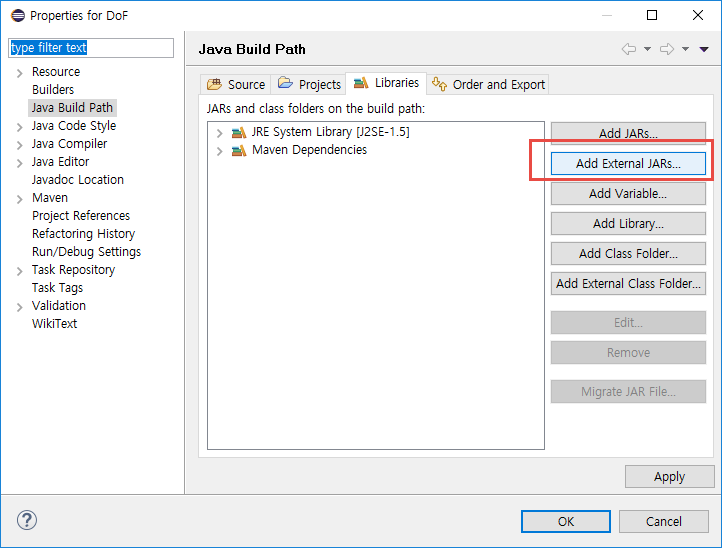 Properties for DoF
type filter text
Java Build Path
Resource
Builders
Java Build Path
Java Code Style
Java Compiler
Java Editor
Javadoc Location
Maven
Project References
Refactoring History
Run/Debug Settings
Task Repository
Task Tags
Validation
WikiText
Source
Projects
Libraries
Order and Export
JARs and class folders on the build path:
JRE System Library [J2SE-1.5]
Maven Dependencies
Add JARs...
Add External JARs...
Add Variable...
Add Library...
Add Class Folder...
Add External Class Folder...
Edit...
Remove
Migrate JAR File...
Apply
?
OK
Cancel